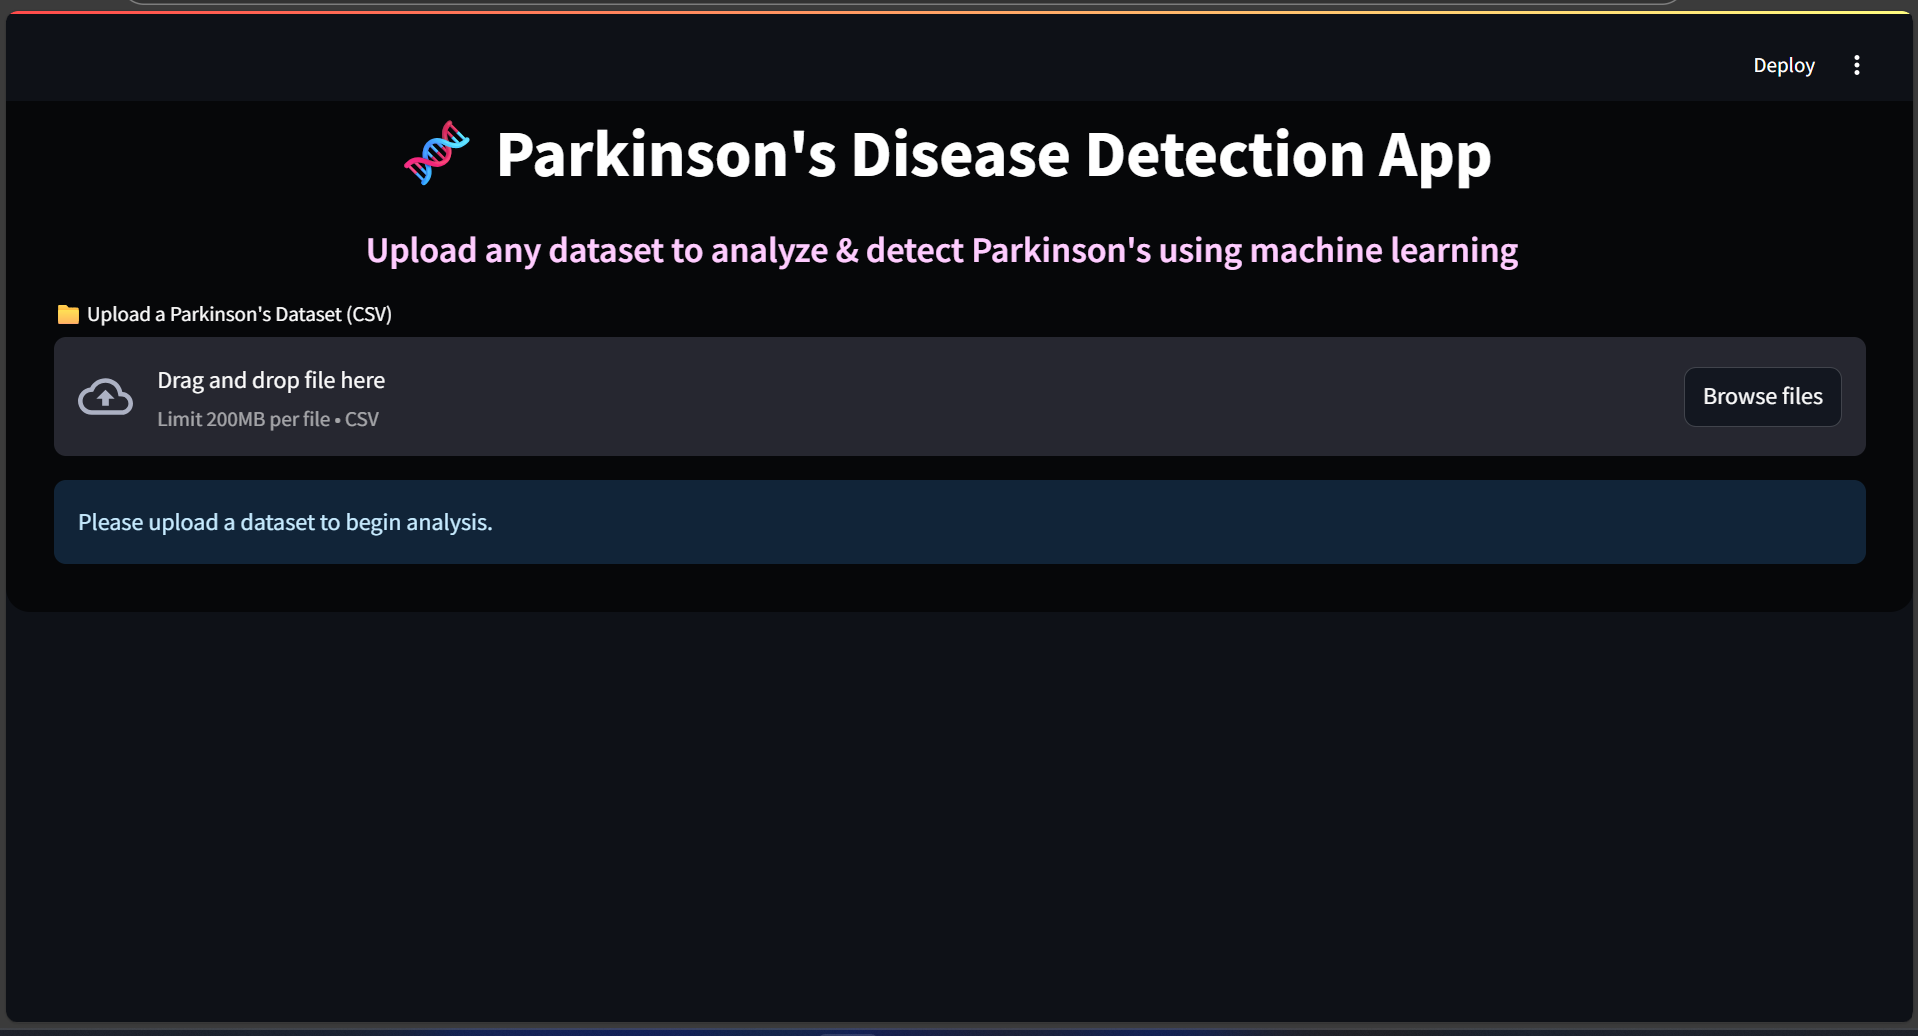 Deploy
Parkinson's Disease Detection App
Upload any dataset to analyze & detect Parkinson's using machine learning
Upload a Parkinson's Dataset (CSV)
Drag and drop file here
Limit 200MB per file • CSV
Browse files
Please upload a dataset to begin analysis.